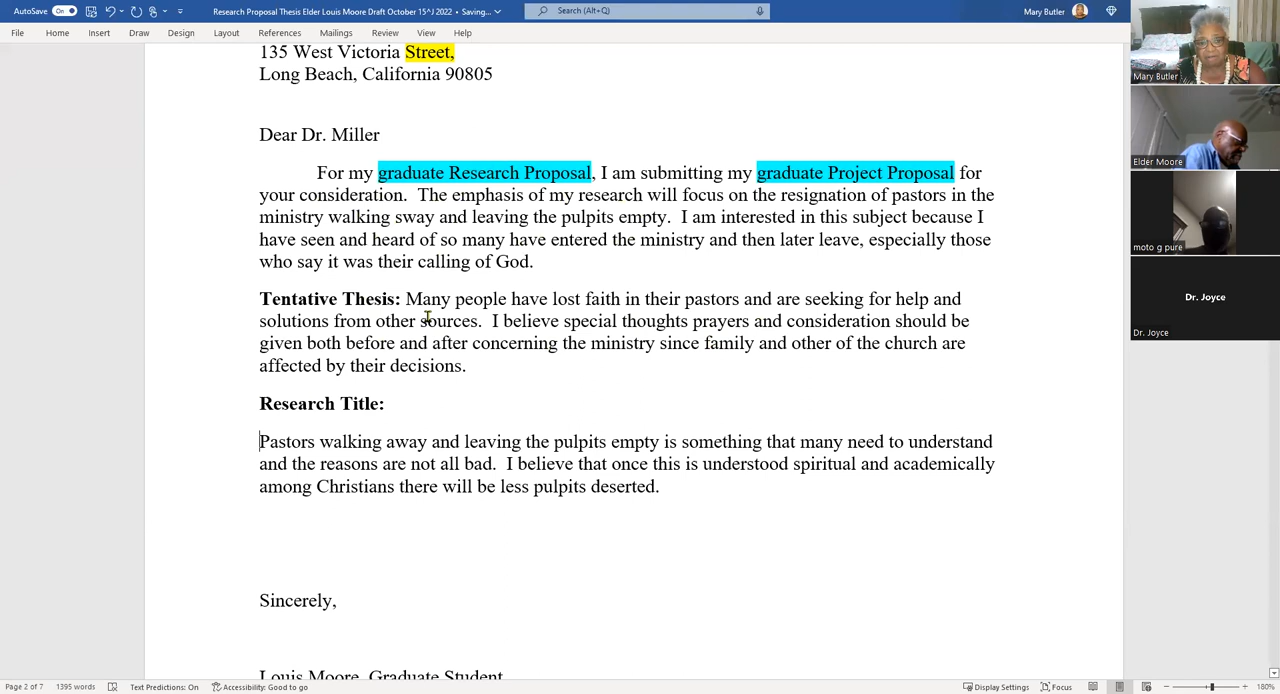 AutoSave On Research Proposal Thesis Elder Louis Moore Draft October 15^J 2022 • Saving... Search (Alt+Q) Mary Butler
File Home Insert Draw Design Layout References Mailings Review View Help
135 West Victoria Street,
Long Beach, California 90805
Dear Dr. Miller
For my graduate Research Proposal, I am submitting my graduate Project Proposal for
your consideration. The emphasis of my research will focus on the resignation of pastors in the
ministry walking sway and leaving the pulpits empty. I am interested in this subject because I
have seen and heard of so many have entered the ministry and then later leave, especially those
who say it was their calling of God.
Tentative Thesis: Many people have lost faith in their pastors and are seeking for help and
solutions from other sources. I believe special thoughts prayers and consideration should be
given both before and after concerning the ministry since family and other of the church are
affected by their decisions.
Research Title:
Pastors walking away and leaving the pulpits empty is something that many need to understand
and the reasons are not all bad. I believe that once this is understood spiritual and academically
among Christians there will be less pulpits deserted.
Sincerely,
Louis Moore, Graduate Student
Page 2 of 7 1395 words Text Predictions: On Accessibility: Good to go Display Settings Focus 180%
Mary Butler
Elder Moore
moto g pure
Dr. Joyce
Dr. Joyce